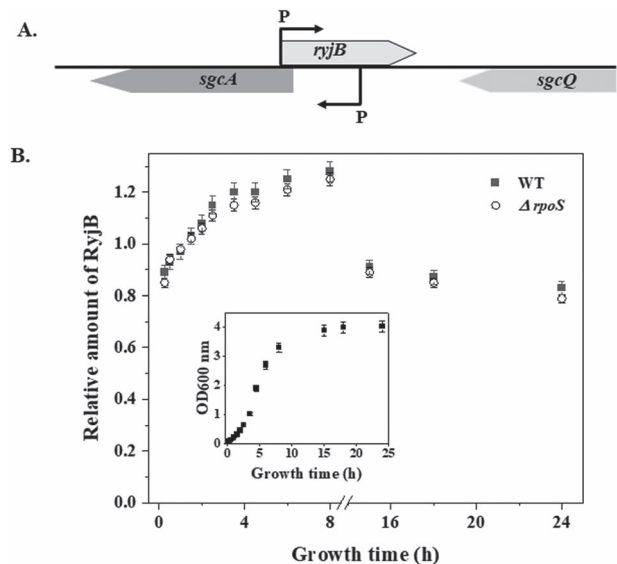 A.
P
ryjB
sgcA
sgcQ
P
B.
Relative amount of RyjB
1.2
1.0
0.8
0.6
0.4
0.2
0.0
WT
ΔrpoS
OD600 nm
4
3
2
1
0
0 5 10 15 20 25
Growth time (h)
0 4 8 16 20 24
Growth time (h)